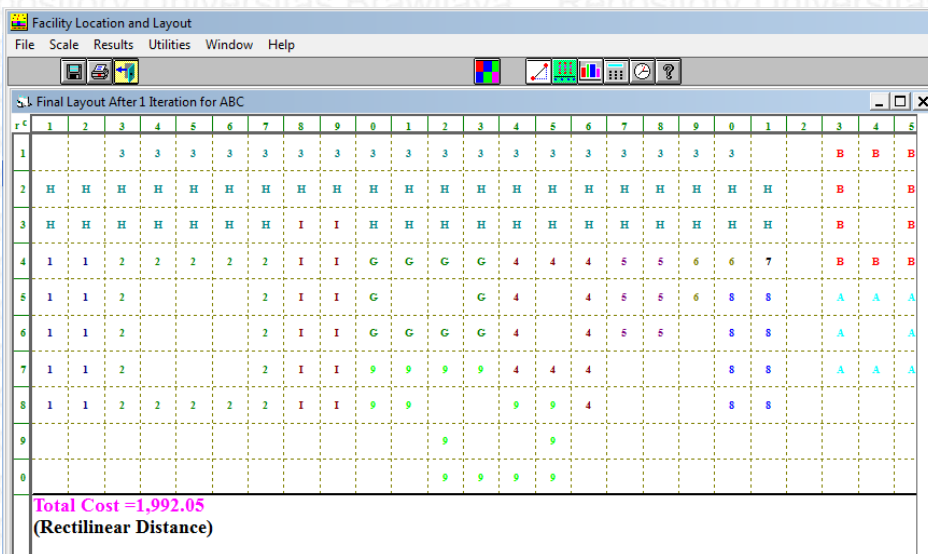 Facility Location and Layout
File Scale Results Utilities Window Help
Final Layout After 1 Iteration for ABC
r c 1 2 3 4 5 6 7 8 9 0 1 2 3 4 5 6 7 8 9 0 1 2 3 4 5
1 3 3 3 3 3 3 3 3 3 3 3 3 3 3 3 3 3 3 B B B
2 H H H H H H H H H H H H H H H H H H H H H B B
3 H H H H H H H I I H H H H H H H H H H H H B B
4 1 1 2 2 2 2 2 I I G G G G 4 4 4 5 5 6 6 7 B B B
5 1 1 2 2 I I G G 4 4 5 5 6 8 8 A A A
6 1 1 2 2 I I G G G G 4 4 5 5 8 8 A A
7 1 1 2 2 I I 9 9 9 9 4 4 4 8 8 A A A
8 1 1 2 2 2 2 2 I I 9 9 9 9 4 8 8
9 9 9
0 9 9 9 9
Total Cost =1,992.05
(Rectilinear Distance)